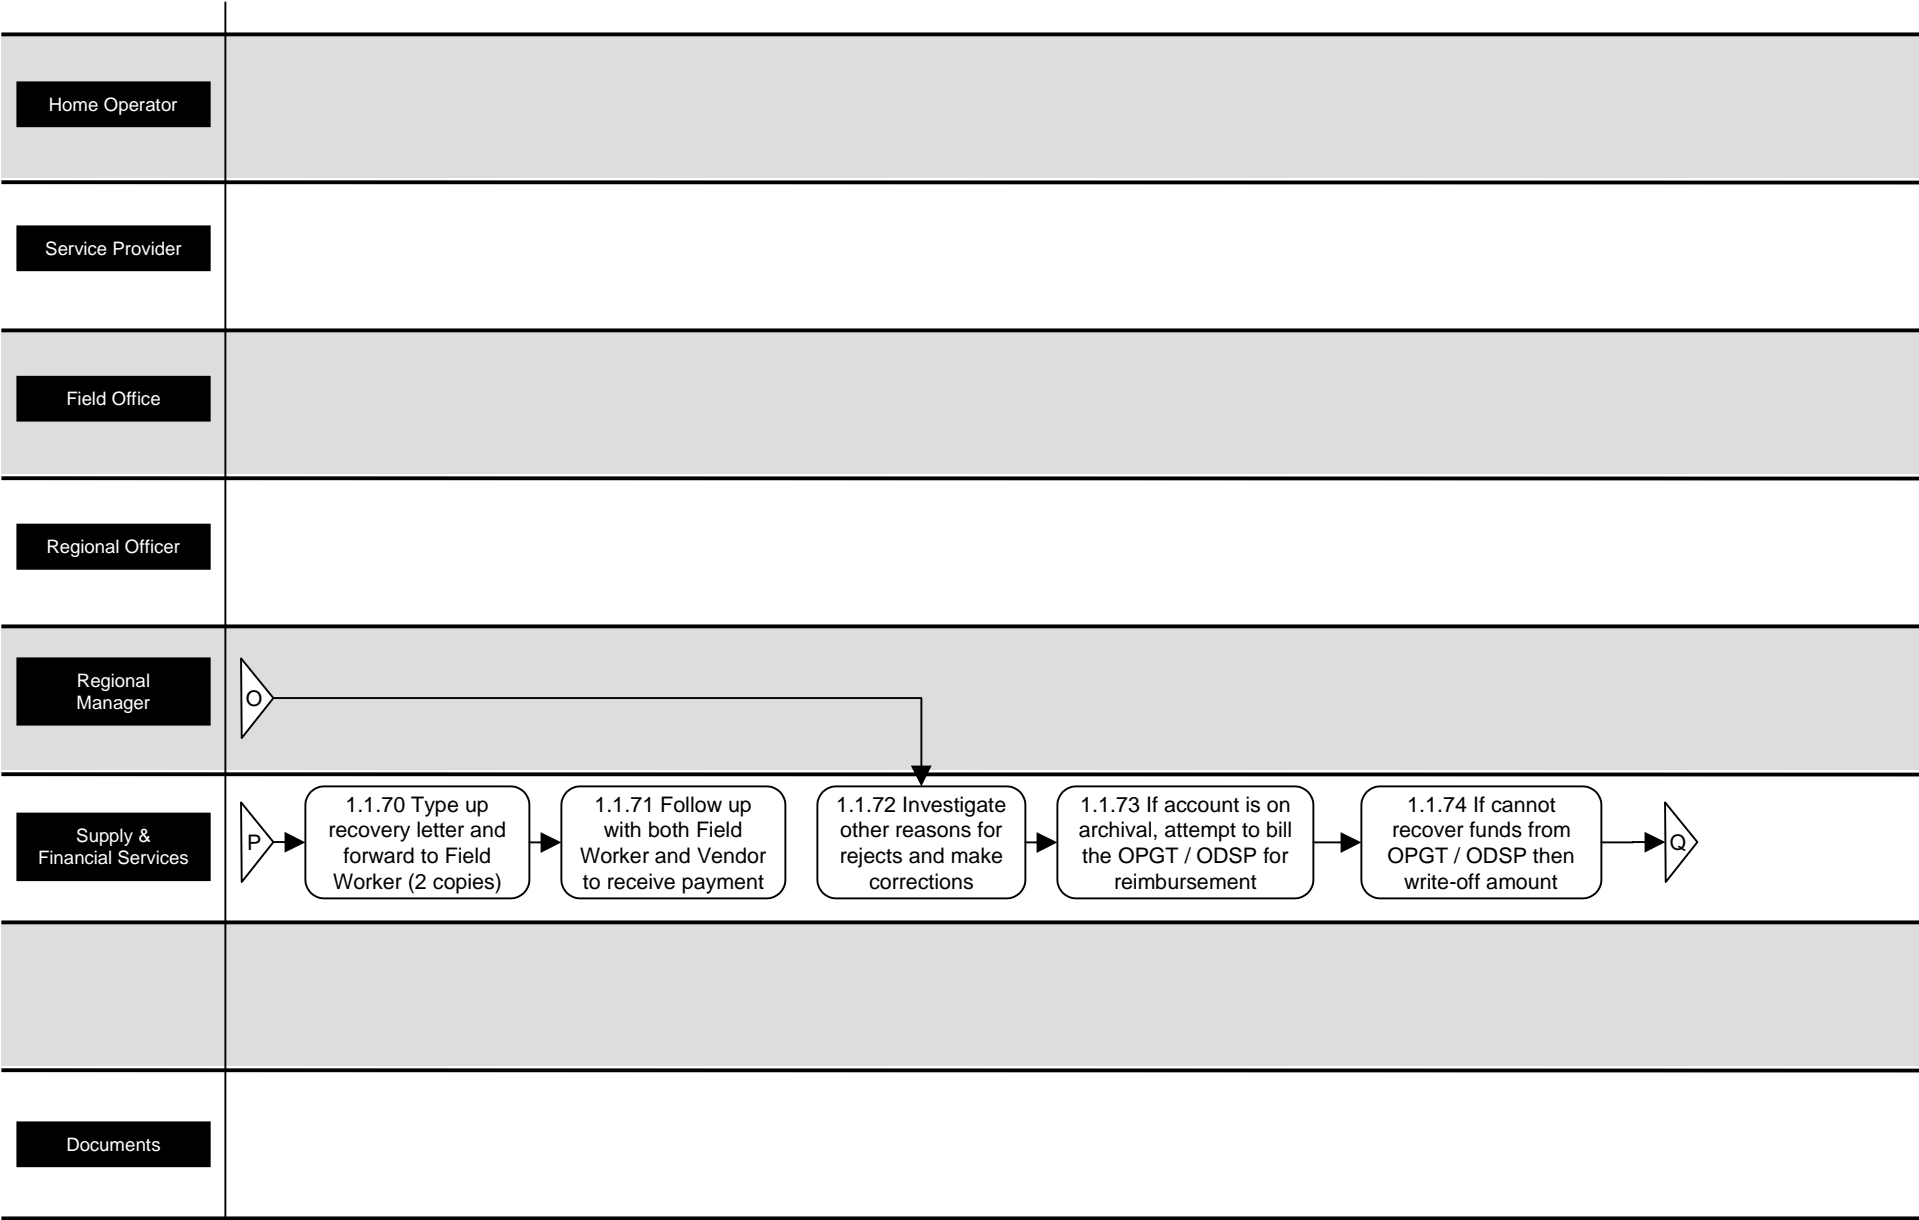 Home Operator
Service Provider
Field Office
Regional Officer
Regional
Manager
O
Supply &
Financial Services
P
1.1.70 Type up
recovery letter and
forward to Field
Worker (2 copies)
1.1.71 Follow up
with both Field
Worker and Vendor
to receive payment
1.1.72 Investigate
other reasons for
rejects and make
corrections
1.1.73 If account is on
archival, attempt to bill
the OPGT / ODSP for
reimbursement
1.1.74 If cannot
recover funds from
OPGT / ODSP then
write-off amount
Q
Documents